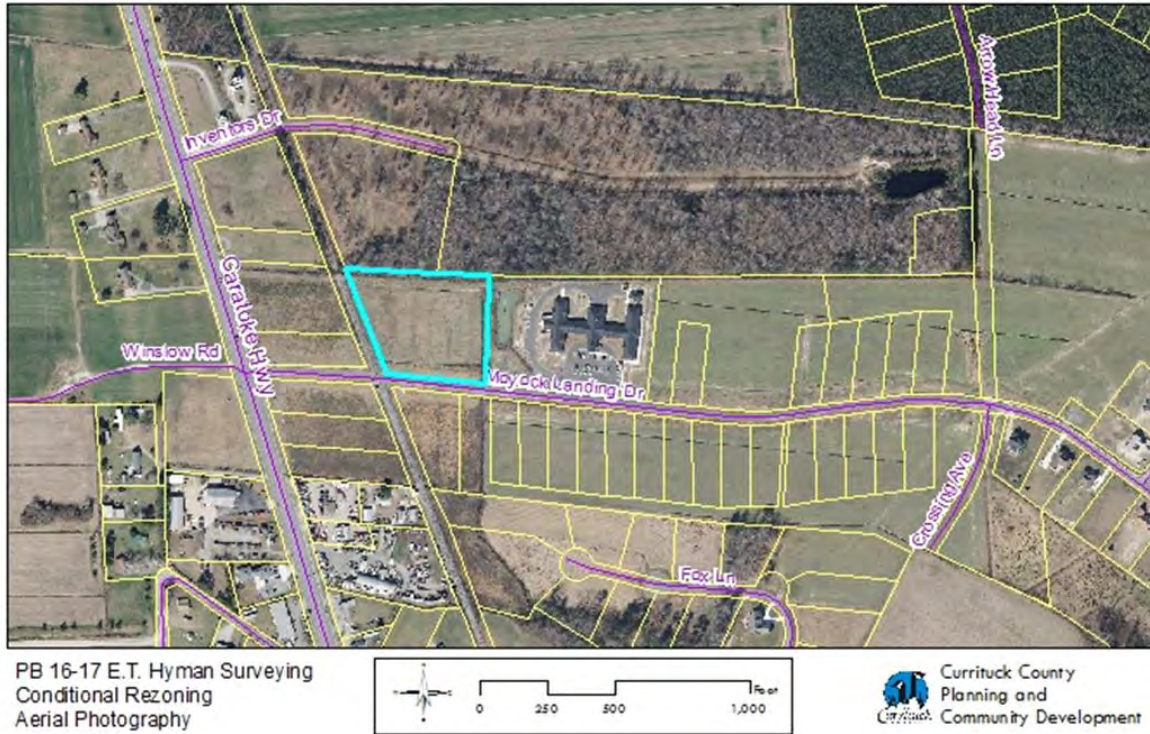 Arrow Head Ln
Inventors Dr
Caratoke Hwy
Winslow Rd
Moyock Landing Dr
Crossing Ave
Fox Ln
PB 16-17 E.T. Hyman Surveying
Conditional Rezoning
Aerial Photography
Feet
0 250 500 1,000
Currituck County
Planning and
Currituck Community Development